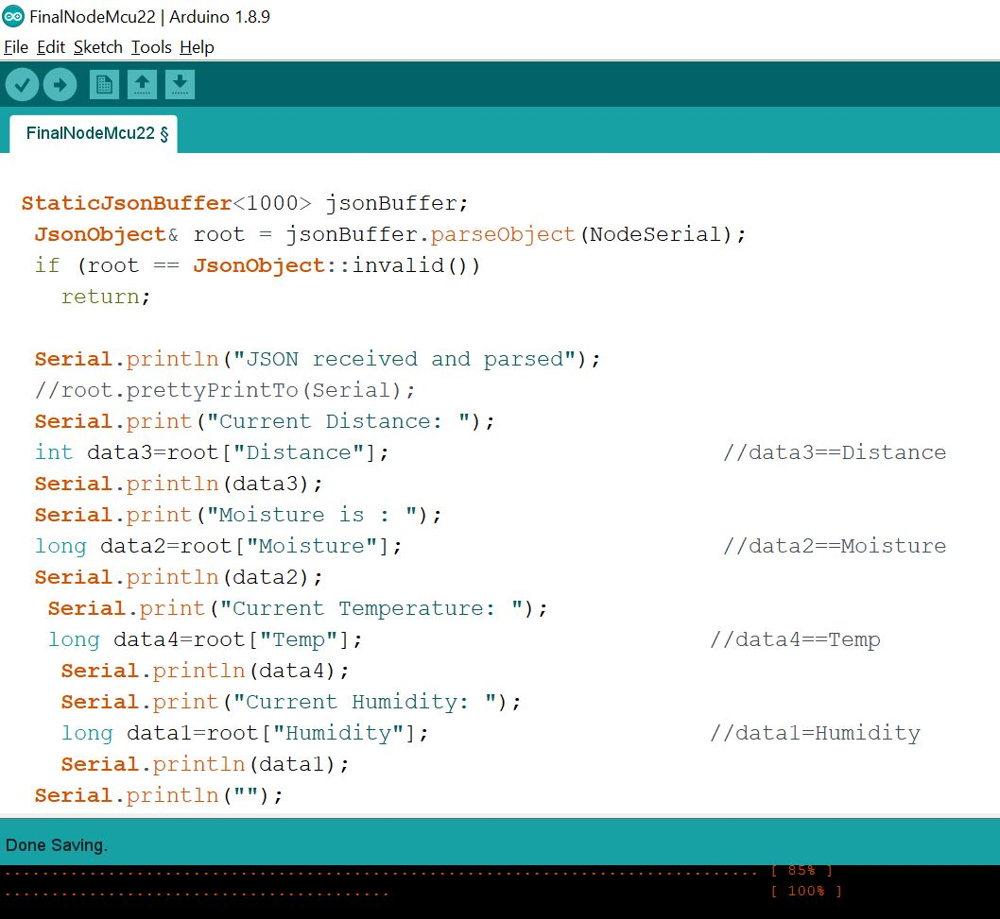 FinalNodeMcu22 | Arduino 1.8.9
File Edit Sketch Tools Help
FinalNodeMcu22 §
StaticJsonBuffer<1000> jsonBuffer;
JsonObject& root = jsonBuffer.parseObject(NodeSerial);
if (root == JsonObject::invalid())
return;
Serial.println("JSON received and parsed");
//root.prettyPrintTo(Serial);
Serial.print("Current Distance: ");
int data3=root["Distance"]; //data3==Distance
Serial.println(data3);
Serial.print("Moisture is : ");
long data2=root["Moisture"]; //data2==Moisture
Serial.println(data2);
Serial.print("Current Temperature: ");
long data4=root["Temp"]; //data4==Temp
Serial.println(data4);
Serial.print("Current Humidity: ");
long data1=root["Humidity"]; //data1=Humidity
Serial.println(data1);
Serial.println("");
Done Saving.
................................................................................ [ 85% ]
......................................... [ 100% ]